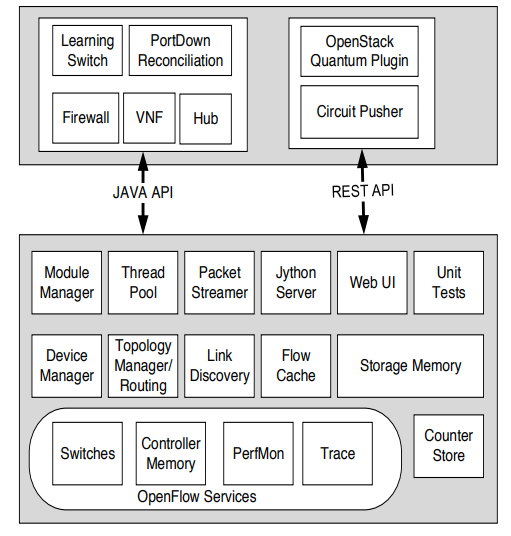 Learning
Switch
PortDown
Reconciliation
Firewall
VNF
Hub
OpenStack
Quantum Plugin
Circuit Pusher
JAVA API
REST API
Module
Manager
Thread
Pool
Packet
Streamer
Jython
Server
Web UI
Unit
Tests
Device
Manager
Topology
Manager/
Routing
Link
Discovery
Flow
Cache
Storage Memory
Switches
Controller
Memory
PerfMon
Trace
OpenFlow Services
Counter
Store